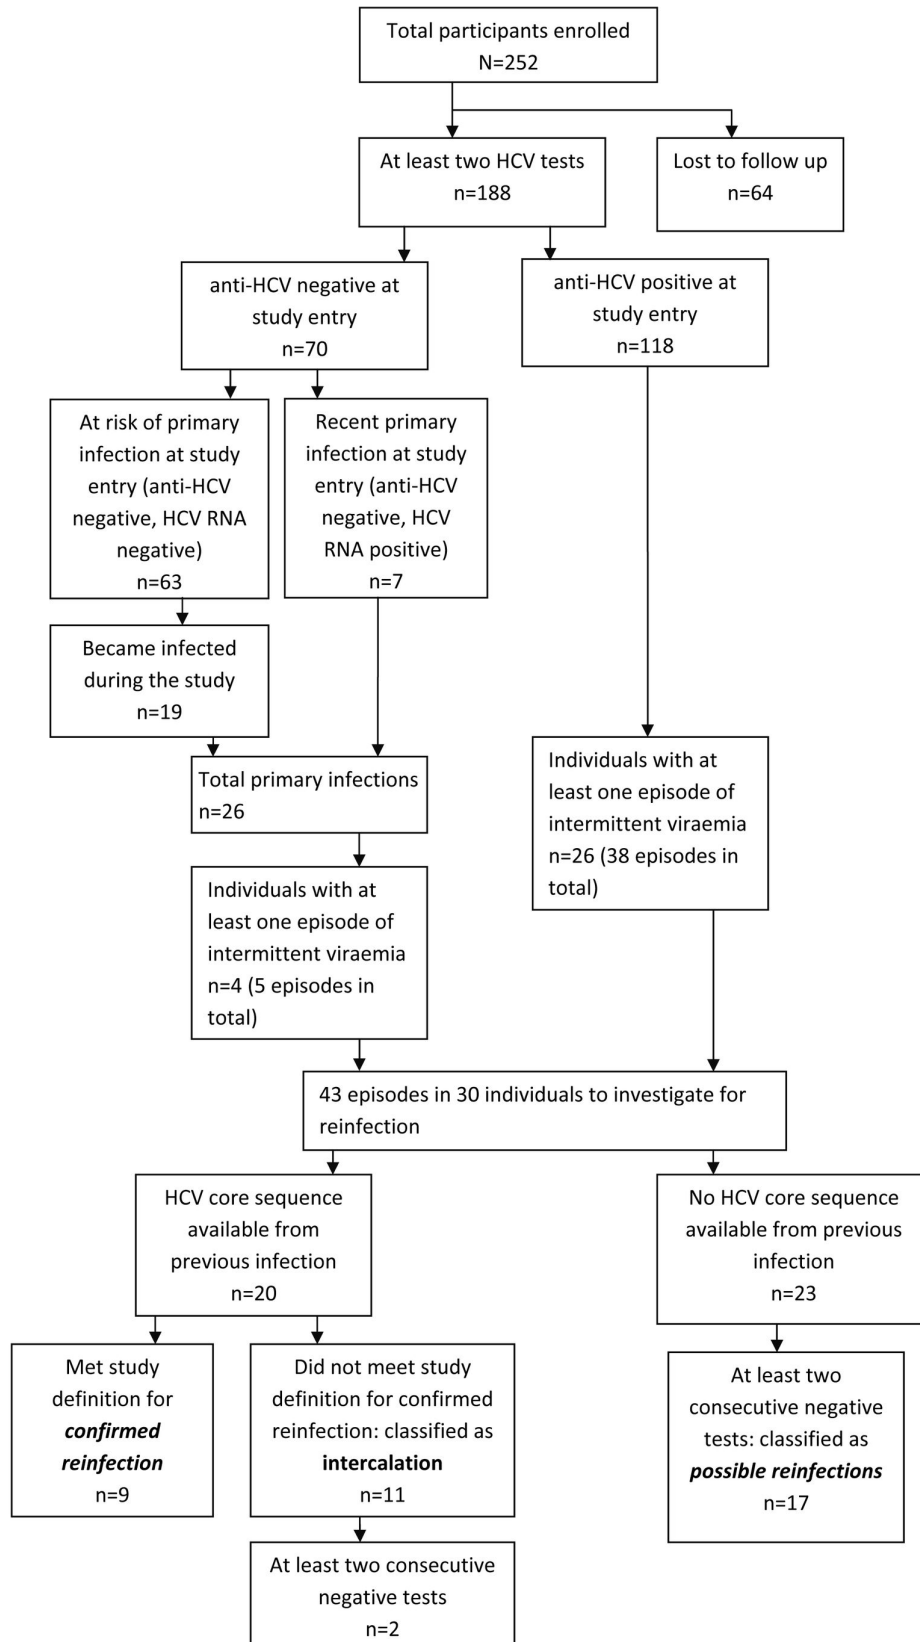 Total participants enrolled
N=252
At least two HCV tests
n=188
Lost to follow up
n=64
anti-HCV negative at
study entry
n=70
anti-HCV positive at
study entry
n=118
At risk of primary
infection at study
entry (anti-HCV
negative, HCV RNA
negative)
n=63
Recent primary
infection at study
entry (anti-HCV
negative, HCV
RNA positive)
n=7
Became infected
during the study
n=19
Total primary infections
n=26
Individuals with at
least one episode of
intermittent viraemia
n=26 (38 episodes in
total)
Individuals with at
least one episode of
intermittent viraemia
n=4 (5 episodes in
total)
43 episodes in 30 individuals to investigate for
reinfection
HCV core sequence
available from
previous infection
n=20
No HCV core sequence
available from previous
infection
n=23
Met study
definition for
confirmed
reinfection
n=9
Did not meet study
definition for confirmed
reinfection: classified as
intercalation
n=11
At least two
consecutive negative
tests: classified as
possible reinfections
n=17
At least two consecutive
negative tests
n=2